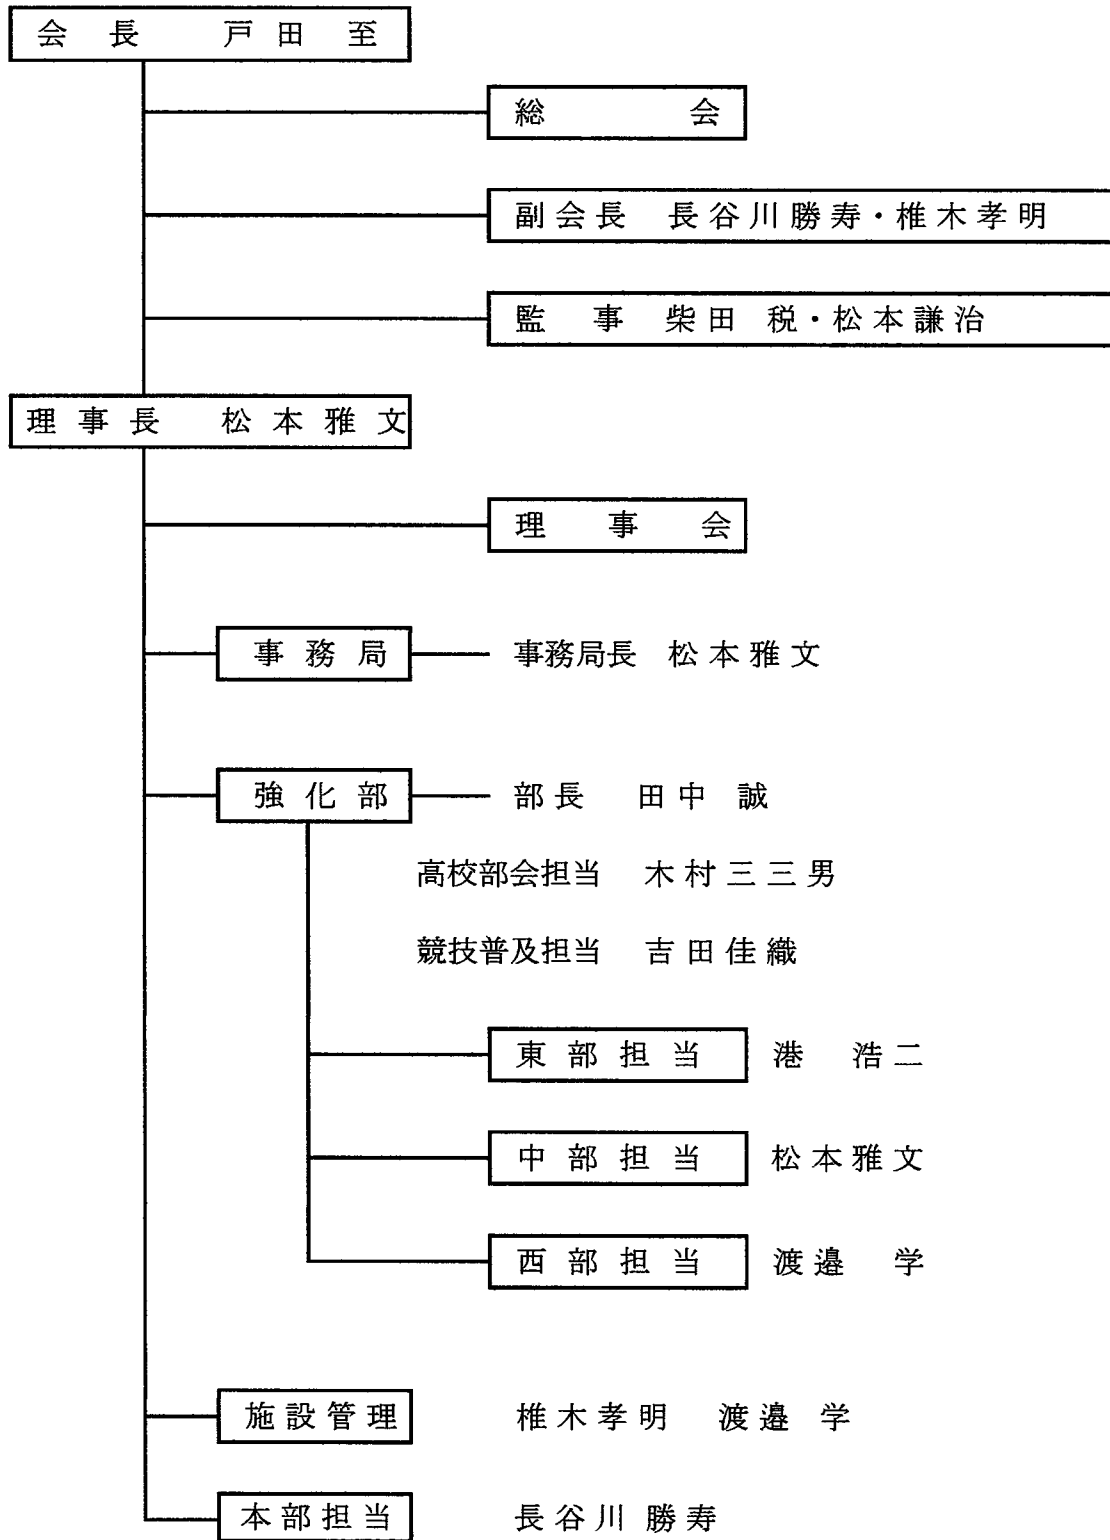 会長 戸田 至
総会
副会長 長谷川勝寿・椎木孝明
監事 柴田 税・松本謙治
理事長 松本雅文
理事会
事務局 事務局長 松本雅文
強化部 部長 田中 誠
高校部会担当 木村三三男
競技普及担当 吉田佳織
東部担当 港 浩二
中部担当 松本雅文
西部担当 渡邉 学
施設管理 椎木孝明 渡邉 学
本部担当 長谷川 勝寿